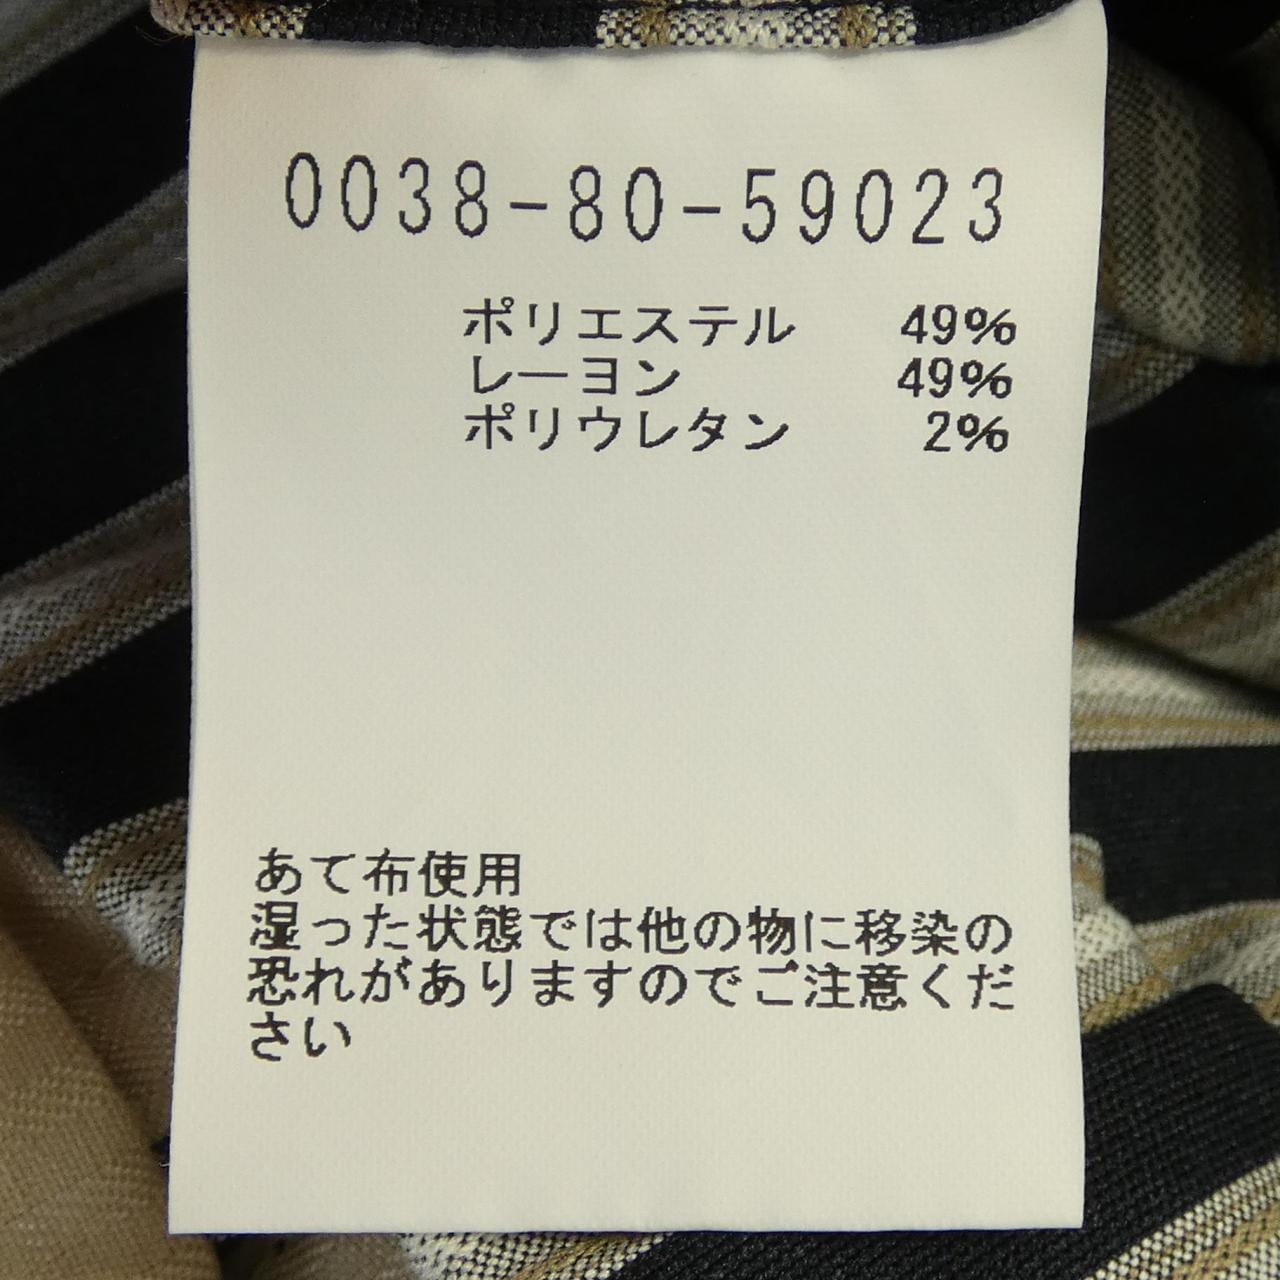 0038-80-59023
ポリエステル 49%
レーヨン 49%
ポリウレタン 2%
あて布使用
湿った状態では他の物に移染の
恐れがありますのでご注意くだ
さい